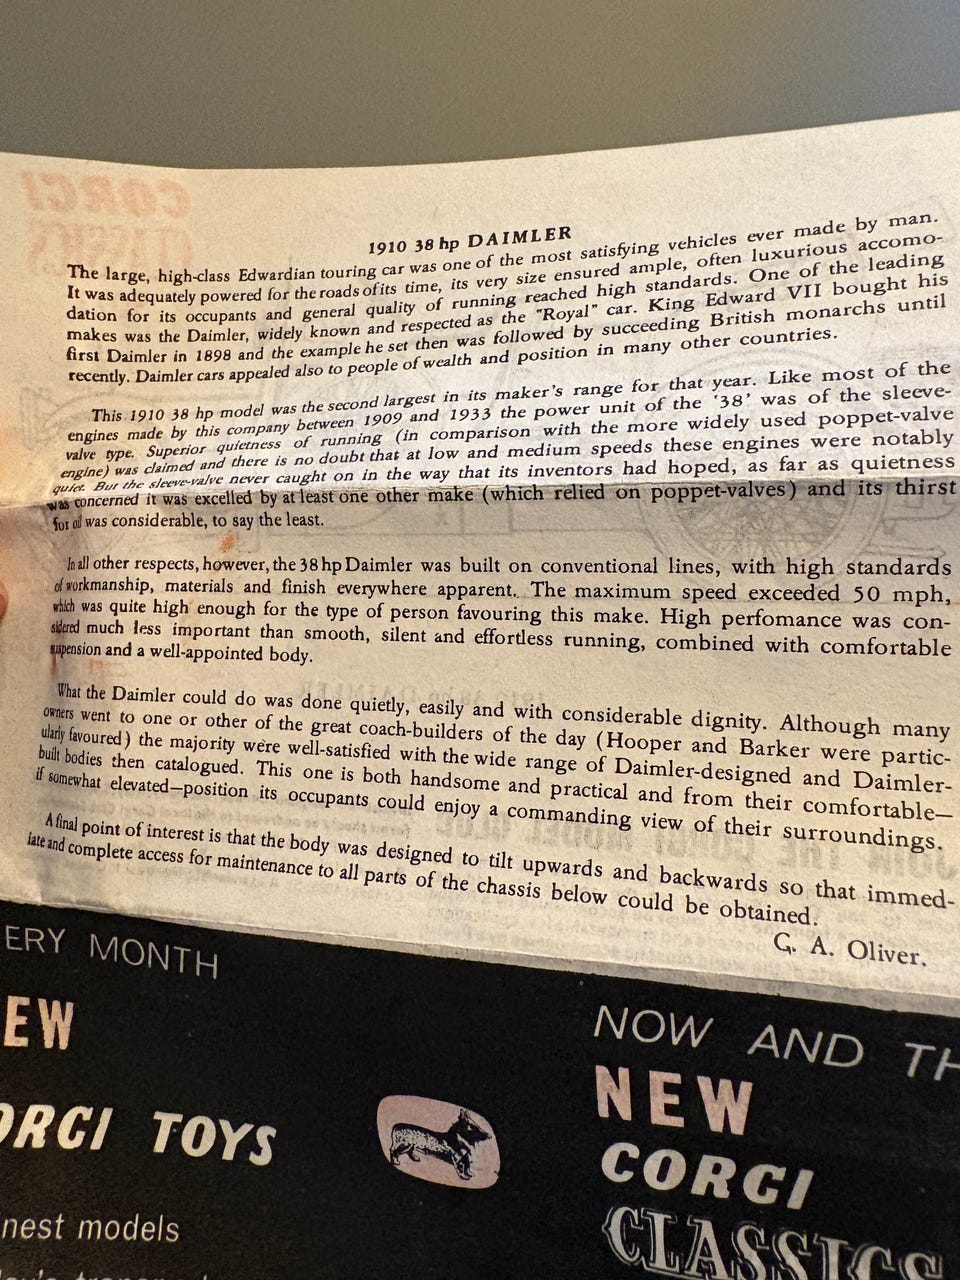 CORGI
1910 38 hp DAIMLER
The large, high-class Edwardian touring car was one of the most satisfying vehicles ever made by man.
It was adequately powered for the roads of its time, its very size ensured ample, often luxurious accomo-
dation for its occupants and general quality of running reached high standards. One of the leading
makes was the Daimler, widely known and respected as the "Royal" car. King Edward VII bought his
first Daimler in 1898 and the example he set then was followed by succeeding British monarchs until
recently. Daimler cars appealed also to people of wealth and position in many other countries.
This 1910 38 hp model was the second largest in its maker's range for that year. Like most of the
engines made by this company between 1909 and 1933 the power unit of the '38' was of the sleeve-
valve type. Superior quietness of running (in comparison with the more widely used poppet-valve
engine) was claimed and there is no doubt that at low and medium speeds these engines were notably
quiet. But the sleeve-valve never caught on in the way that its inventors had hoped, as far as quietness
was concerned it was excelled by at least one other make (which relied on poppet-valves) and its thirst
for oil was considerable, to say the least.
In all other respects, however, the 38 hp Daimler was built on conventional lines, with high standards
of workmanship, materials and finish everywhere apparent. The maximum speed exceeded 50 mph,
which was quite high enough for the type of person favouring this make. High perfomance was con-
sidered much less important than smooth, silent and effortless running, combined with comfortable
suspension and a well-appointed body.
What the Daimler could do was done quietly, easily and with considerable dignity. Although many
owners went to one or other of the great coach-builders of the day (Hooper and Barker were partic-
ularly favoured) the majority were well-satisfied with the wide range of Daimler-designed and Daimler-
built bodies then catalogued. This one is both handsome and practical and from their comfortable—
if somewhat elevated—position its occupants could enjoy a commanding view of their surroundings.
A final point of interest is that the body was designed to tilt upwards and backwards so that immed-
iate and complete access for maintenance to all parts of the chassis below could be obtained.
G. A. Oliver.
ERY MONTH
EW
ORGI TOYS
nest models
NOW AND TH
NEW
CORGI
CLASSICS